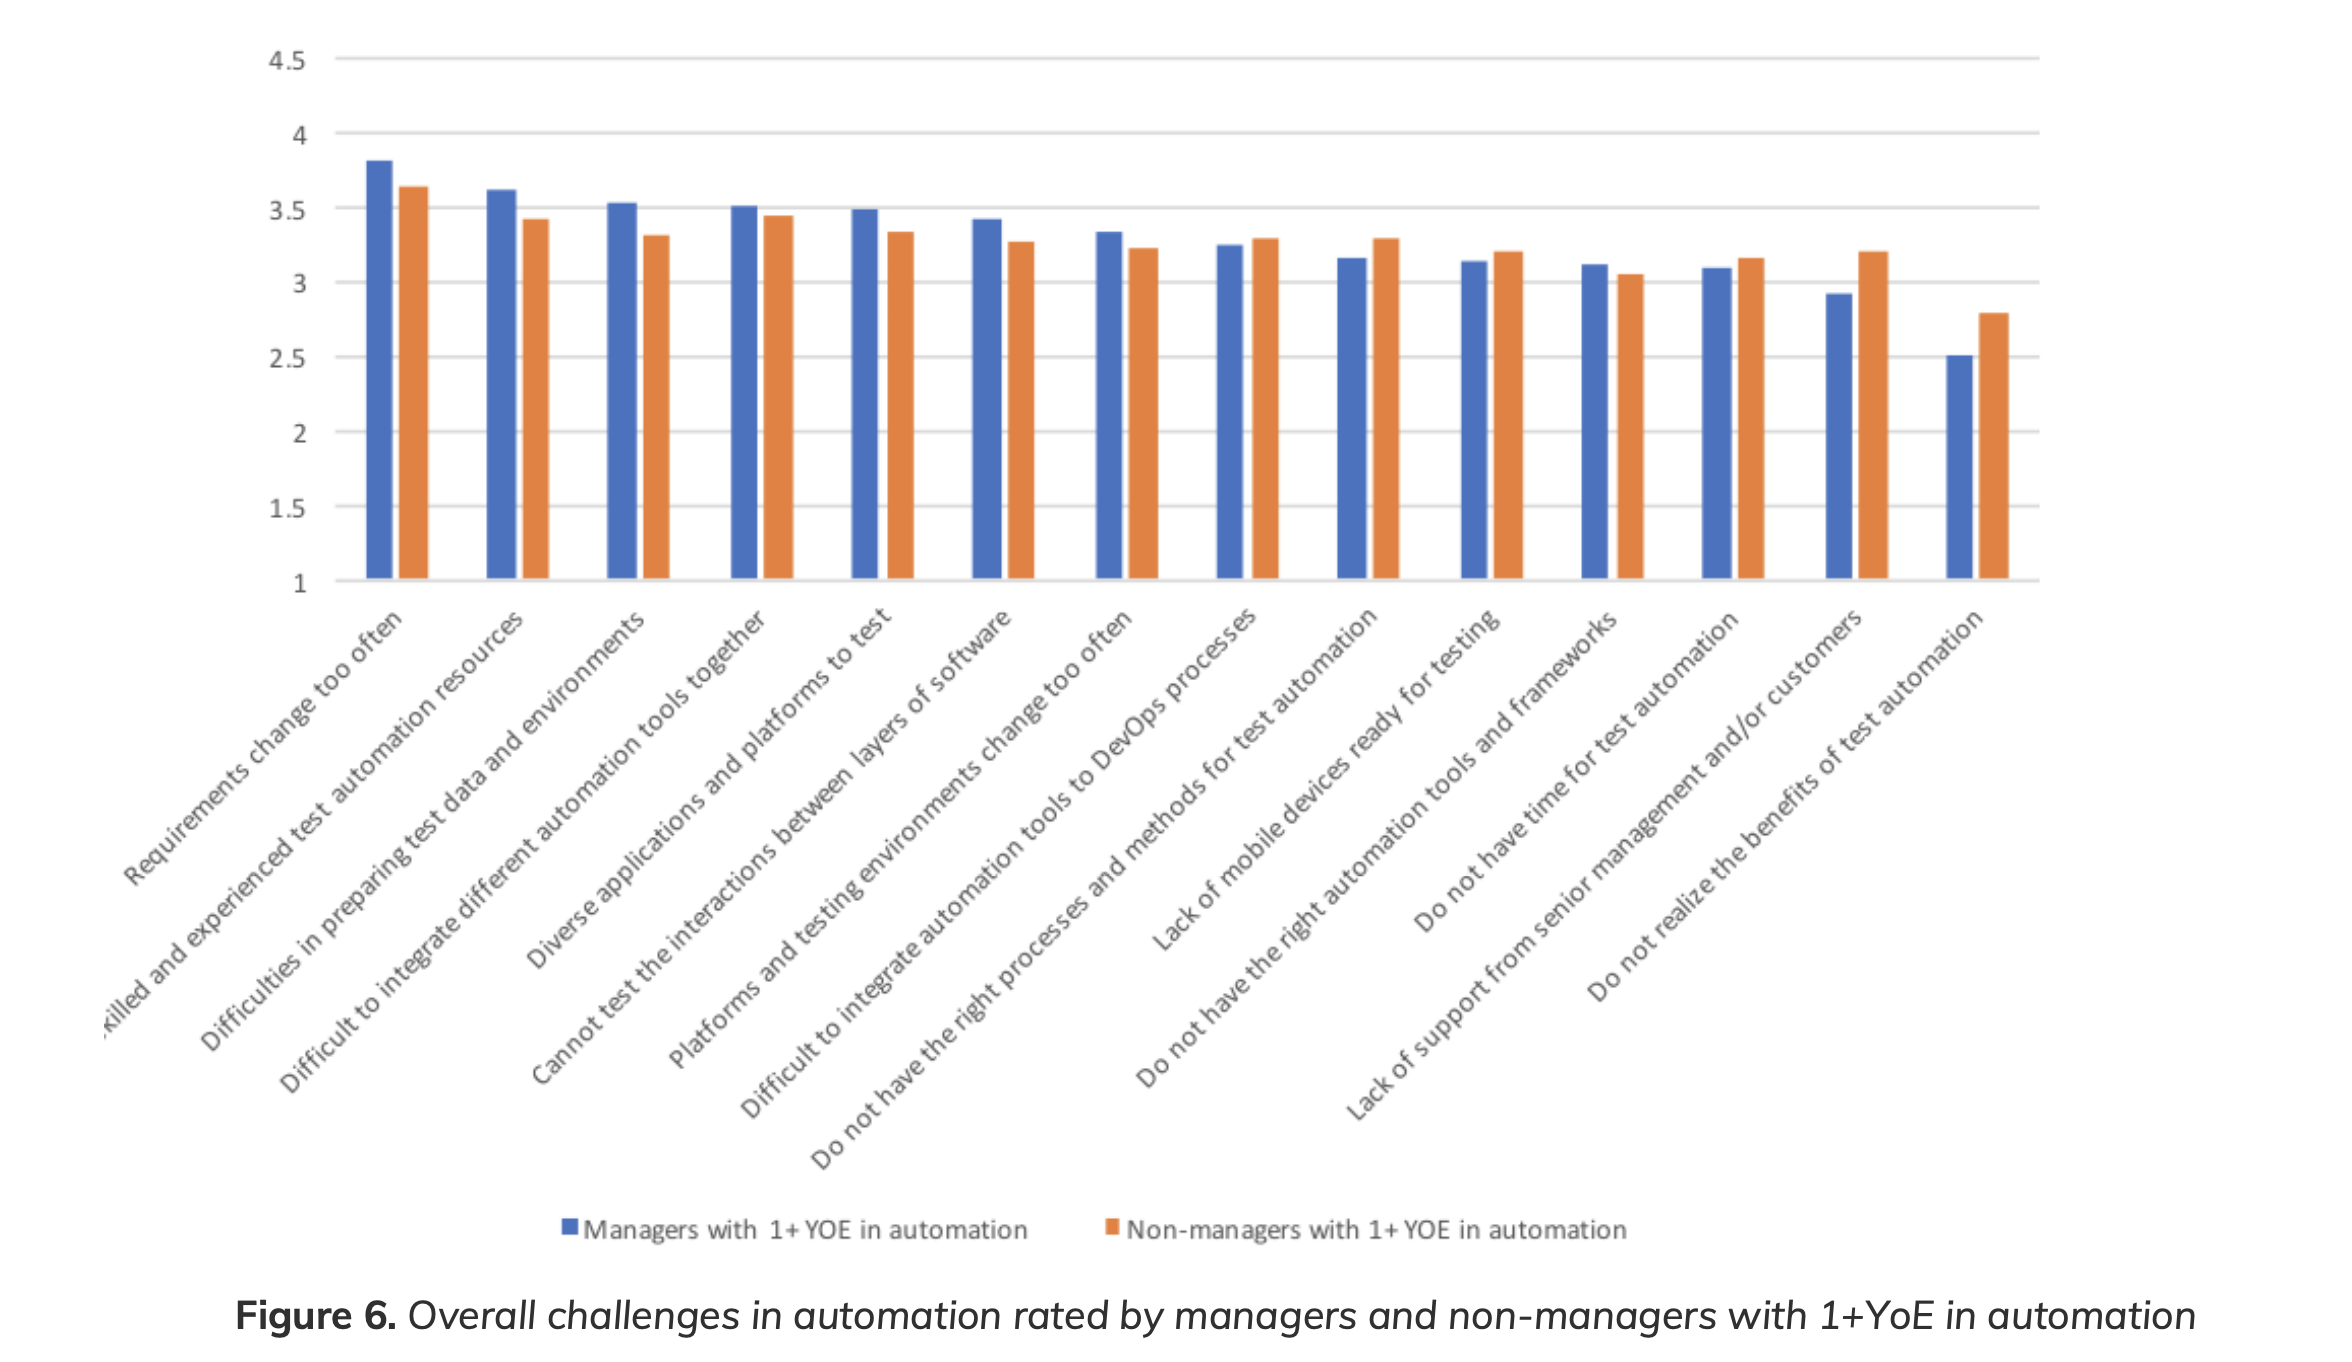 4.5
4
3.5
3
2.5
2
1.5
1
Requirements change too often
and experienced test automation resources
Difficulties in preparing test data and environments
Difficult to integrate different automation tools together
Diverse applications and platforms to test
Cannot test the interactions between layers of software
Platforms and testing environments change too often
Difficult to integrate automation tools to DevOps processes
Do not have the right processes and methods for test automation
Lack of mobile devices ready for testing
Do not have the right automation tools and frameworks
Do not have time for test automation
Lack of support from senior management and/or customers
Do not realize the benefits of test automation
Managers with 1+ YOE in automation
Non-managers with 1+ YOE in automation
Figure 6. Overall challenges in automation rated by managers and non-managers with 1+YoE in automation